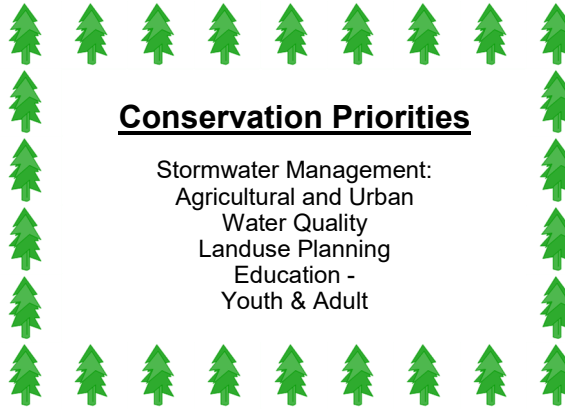 Conservation Priorities
Stormwater Management:
Agricultural and Urban
Water Quality
Landuse Planning
Education -
Youth & Adult